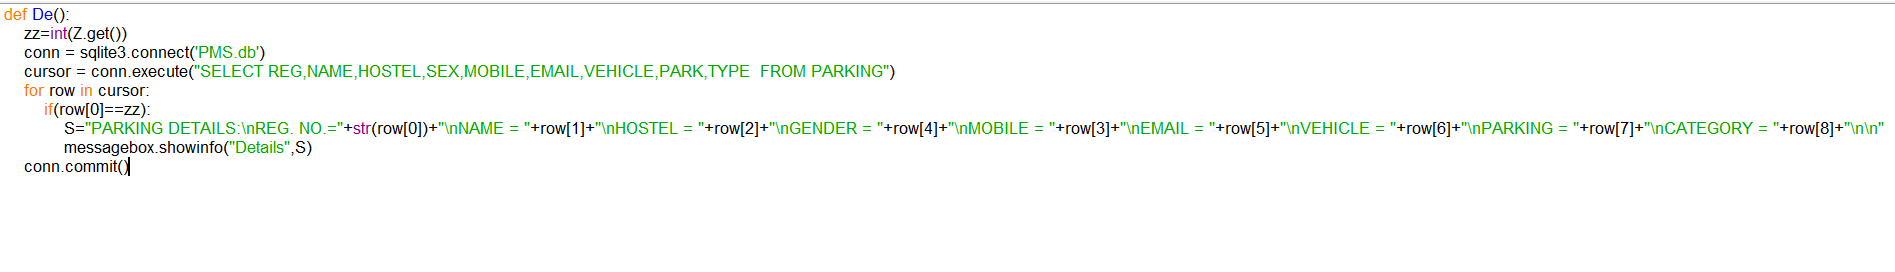 def De():
    zz=int(Z.get())
    conn = sqlite3.connect('PMS.db')
    cursor = conn.execute("SELECT REG,NAME,HOSTEL,SEX,MOBILE,EMAIL,VEHICLE,PARK,TYPE  FROM PARKING")
    for row in cursor:
        if(row[0]==zz):
            S="PARKING DETAILS:\nREG. NO.="+str(row[0])+"\nNAME = "+row[1]+"\nHOSTEL = "+row[2]+"\nGENDER = "+row[4]+"\nMOBILE = "+row[3]+"\nEMAIL = "+row[5]+"\nVEHICLE = "+row[6]+"\nPARKING = "+row[7]+"\nCATEGORY = "+row[8]+"\n\n"
            messagebox.showinfo("Details",S)
    conn.commit()